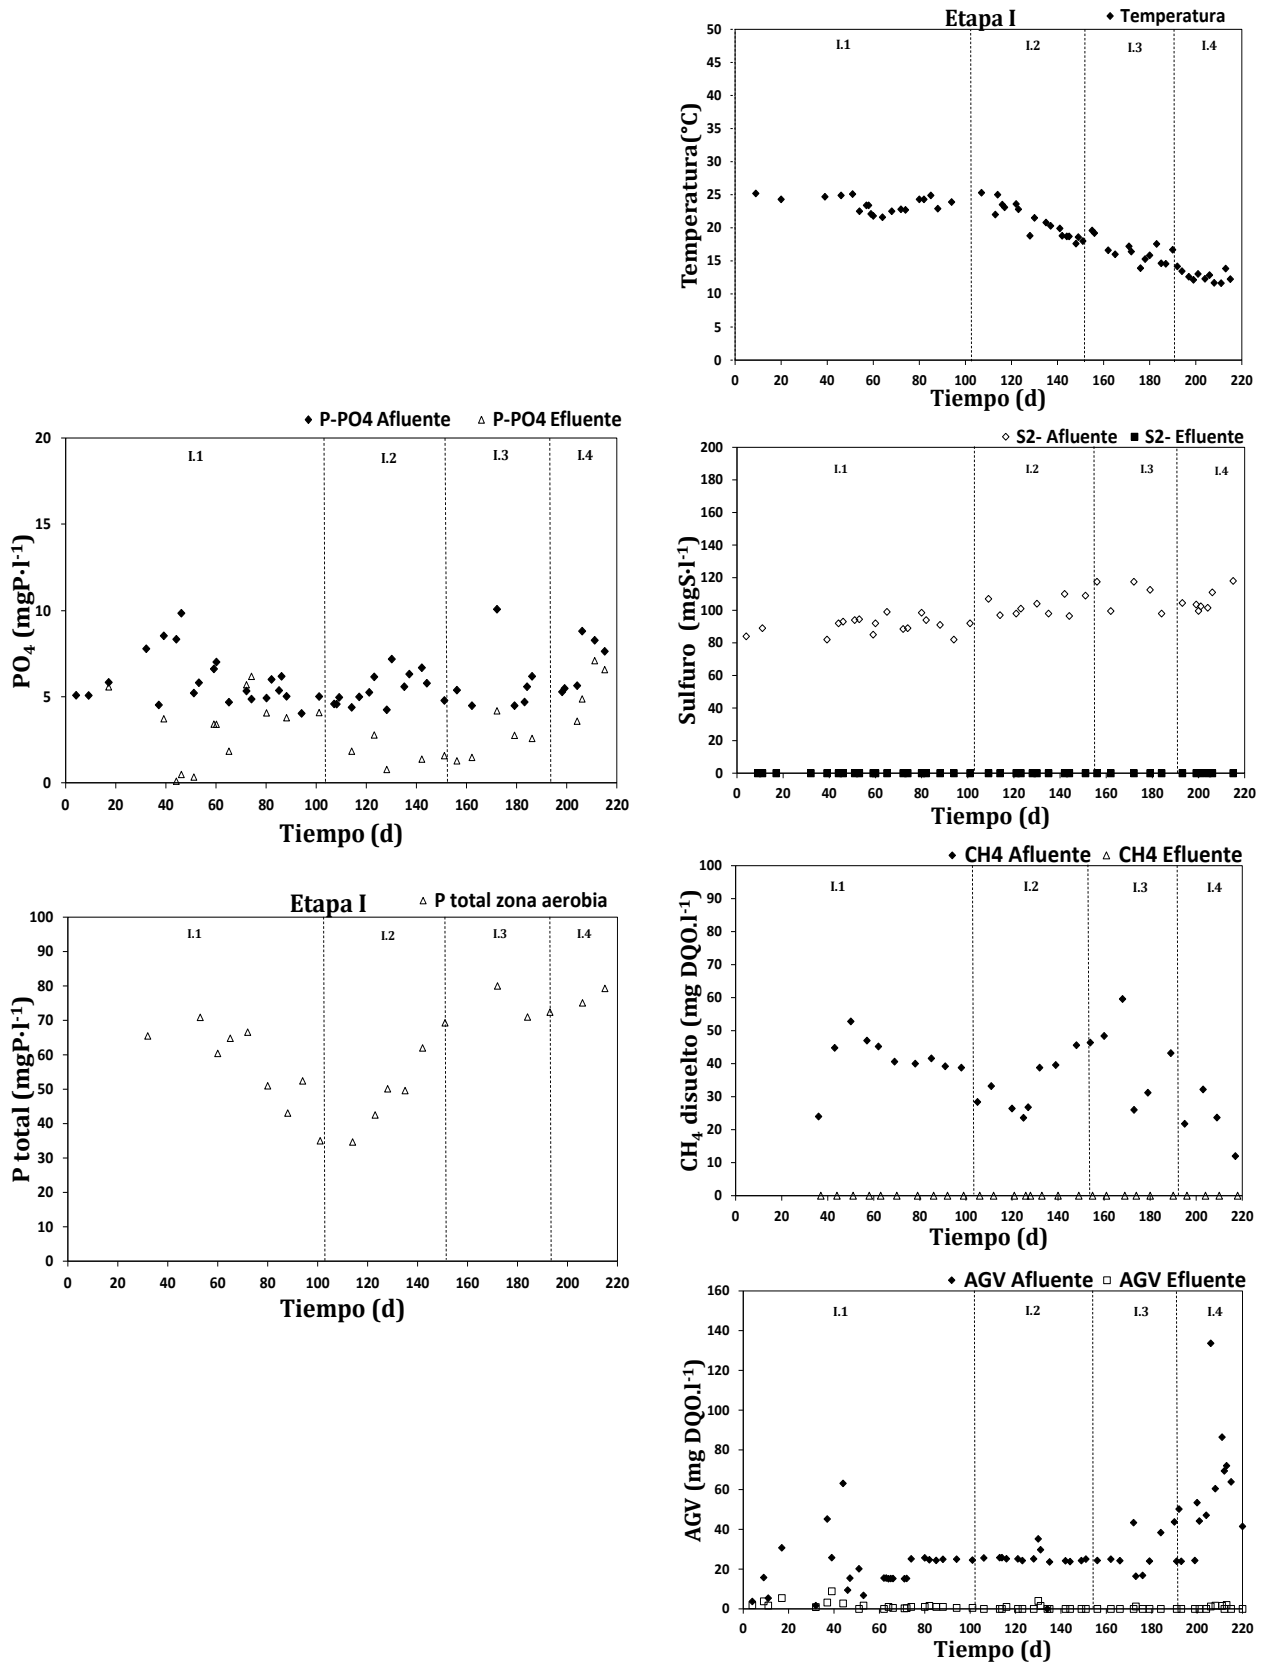 Etapa I
Temperatura
I.1
I.2
I.3
I.4
Temperatura(°C)
50
45
40
35
30
25
20
15
10
5
0
0 20 40 60 80 100 120 140 160 180 200 220
Tiempo (d)
P-PO4 Afluente P-PO4 Efluente
I.1
I.2
I.3
I.4
PO4 (mgP·l-1)
20
15
10
5
0
0 20 40 60 80 100 120 140 160 180 200 220
Tiempo (d)
S2- Afluente S2- Efluente
I.1
I.2
I.3
I.4
Sulfuro (mgS·l-1)
200
180
160
140
120
100
80
60
40
20
0
0 20 40 60 80 100 120 140 160 180 200 220
Tiempo (d)
Etapa I
P total zona aerobia
I.1
I.2
I.3
I.4
P total (mgP·l-1)
100
90
80
70
60
50
40
30
20
10
0
0 20 40 60 80 100 120 140 160 180 200 220
Tiempo (d)
CH4 Afluente CH4 Efluente
I.1
I.2
I.3
I.4
CH4 disuelto (mg DQO.l-1)
100
90
80
70
60
50
40
30
20
10
0
0 20 40 60 80 100 120 140 160 180 200 220
Tiempo (d)
AGV Afluente AGV Efluente
I.1
I.2
I.3
I.4
AGV (mg DQO.l-1)
160
140
120
100
80
60
40
20
0
0 20 40 60 80 100 120 140 160 180 200 220
Tiempo (d)